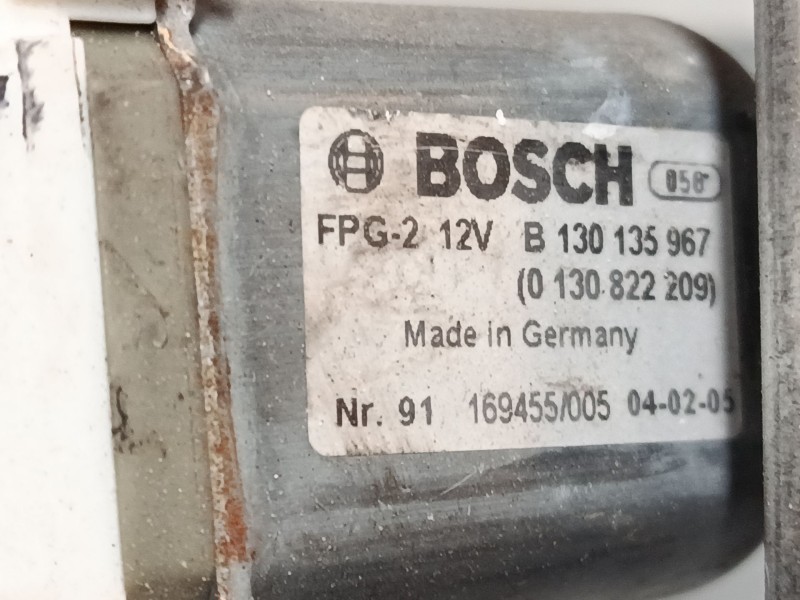 BOSCH 058
FPG-2 12V B 130 135 967
(0 130 822 209)
Made in Germany
Nr. 91 169455/005 04-02-05